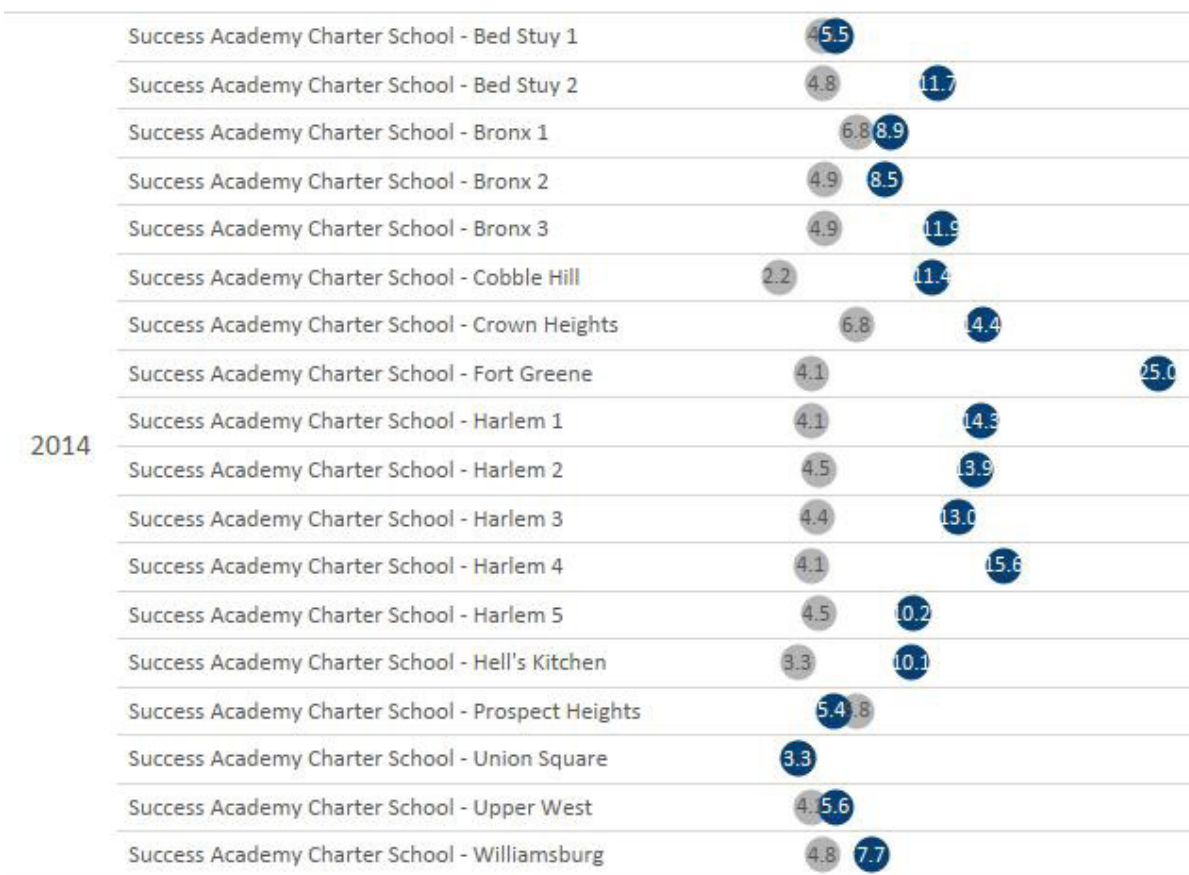 Success Academy Charter School - Bed Stuy 1 5.5
Success Academy Charter School - Bed Stuy 2 4.8 11.7
Success Academy Charter School - Bronx 1 6.8 8.9
Success Academy Charter School - Bronx 2 4.9 8.5
Success Academy Charter School - Bronx 3 4.9 11.9
Success Academy Charter School - Cobble Hill 2.2 11.4
Success Academy Charter School - Crown Heights 6.8 14.4
Success Academy Charter School - Fort Greene 4.1 25.0
Success Academy Charter School - Harlem 1 4.1 14.3
2014
Success Academy Charter School - Harlem 2 4.5 13.9
Success Academy Charter School - Harlem 3 4.4 13.0
Success Academy Charter School - Harlem 4 4.1 15.6
Success Academy Charter School - Harlem 5 4.5 10.2
Success Academy Charter School - Hell's Kitchen 3.3 10.1
Success Academy Charter School - Prospect Heights 5.4
Success Academy Charter School - Union Square 3.3
Success Academy Charter School - Upper West 4.1 5.6
Success Academy Charter School - Williamsburg 4.8 7.7